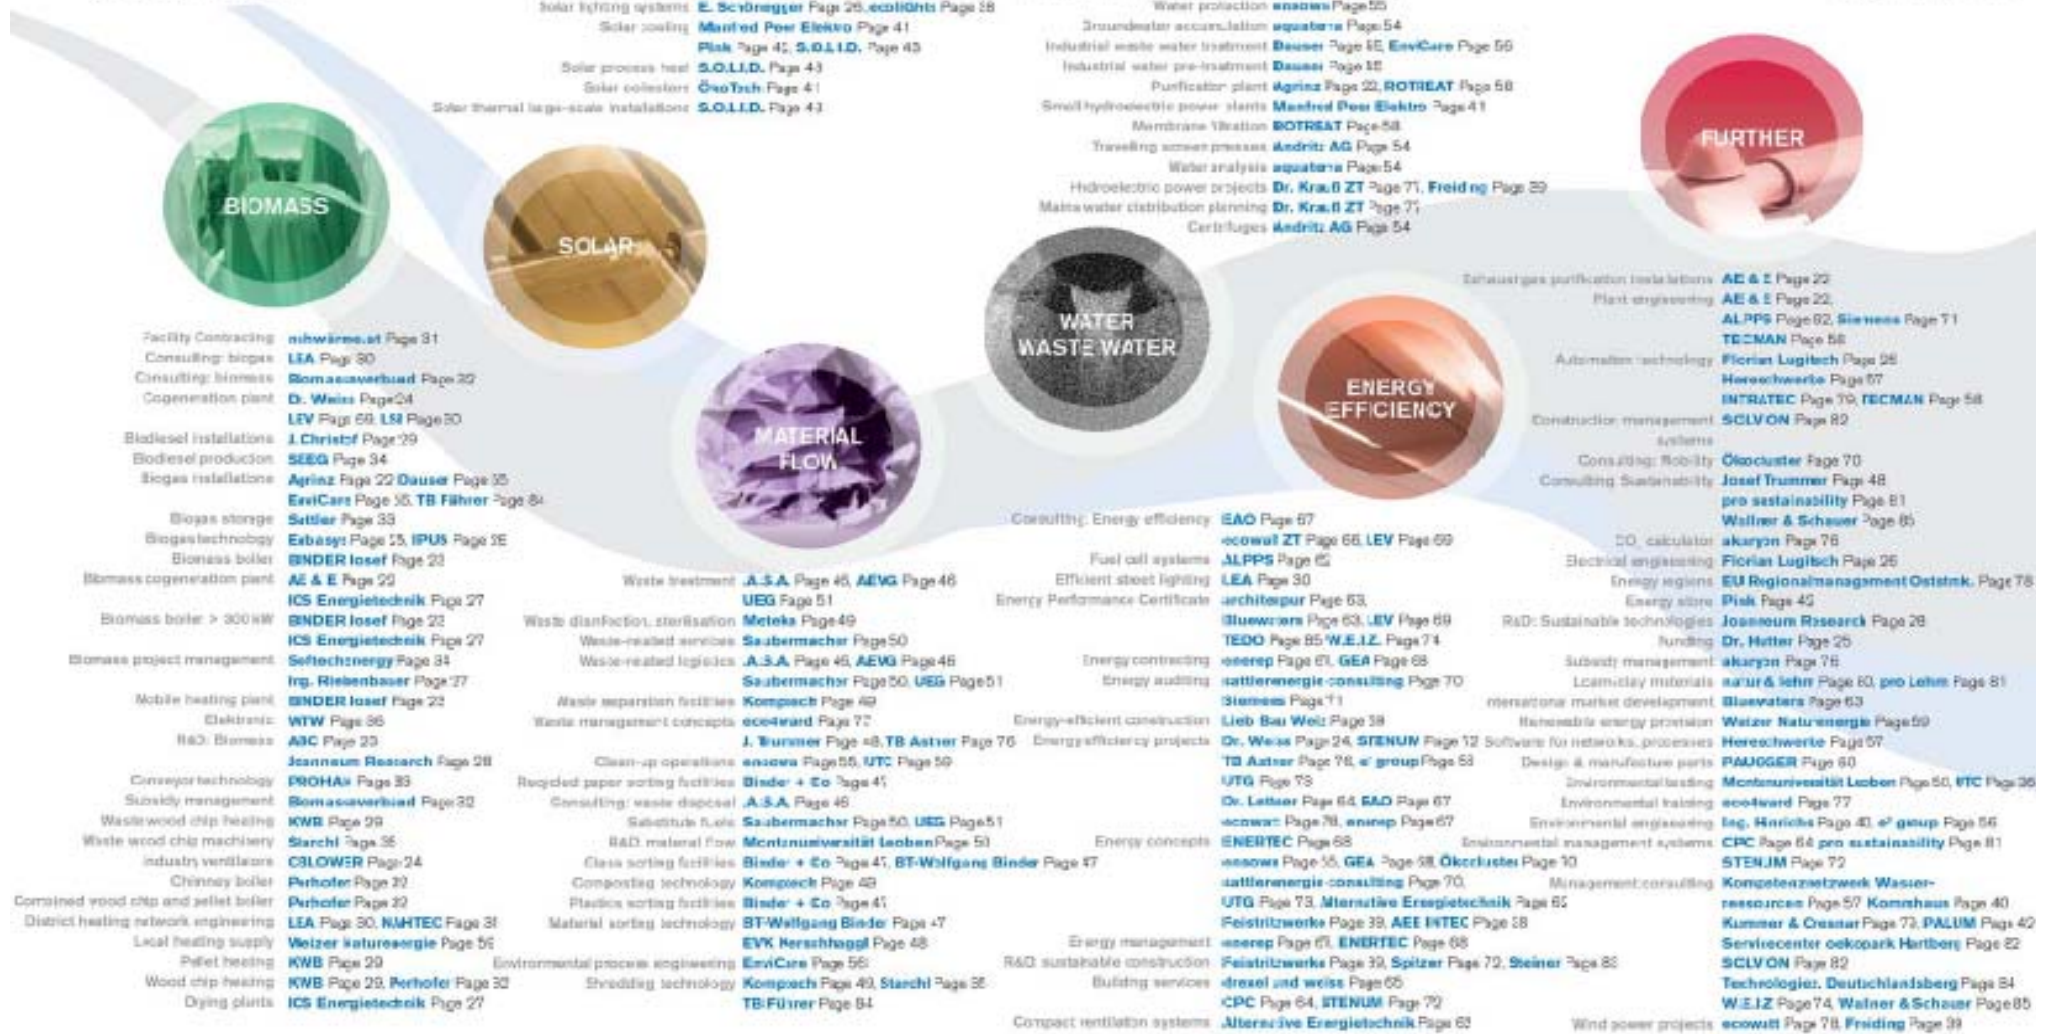 Solar lighting systems E. Schönegger Page 26, ecolights Page 38
Solar cooling Manfred Peer Elektro Page 41
Pink Page 42, S.O.L.I.D. Page 43
Solar process heat S.O.L.I.D. Page 43
Solar collectors ÖkoTech Page 41
Solar thermal large-scale installations S.O.L.I.D. Page 43
Water protection ensowa Page 55
Groundwater accumulation aquaterra Page 54
Industrial waste water treatment Dauser Page 55, EnviCare Page 56
Industrial water pre-treatment Dauser Page 55
Purification plant Agrinz Page 22, ROTREAT Page 58
Small hydroelectric power plants Manfred Peer Elektro Page 41
Membrane filtration ROTREAT Page 58
Travelling screen presses Andritz AG Page 54
Water analysis aquaterra Page 54
Hidroelectric power projects Dr. Krauß ZT Page 71, Freiding Page 39
Mains water distribution planning Dr. Krauß ZT Page 71
Centrifuges Andritz AG Page 54
BIOMASS
Facility Contracting nahwärme.at Page 31
Consulting: biogas LEA Page 30
Consulting: biomass Biomasseverband Page 32
Cogeneration plant Dr. Weiss Page 24
LEV Page 69, Page 30
Biodiesel installations J. Christof Page 29
Biodiesel production SEEG Page 34
Biogas installations Agrinz Page 22 Dauser Page 55
EnviCare Page 56, TB Führer Page 84
Biogas storage Sattler Page 33
Biogas technology Page 25, IPUS Page 26
Biomass boiler BINDER Josef Page 23
Biomass cogeneration plant AE & E Page 22
ICS Energietechnik Page 27
Biomass boiler > 300 kW BINDER Josef Page 23
ICS Energietechnik Page 27
Biomass project management Softechenergy Page 34
Ing. Riebenbauer Page 27
Mobile heating plant BINDER Josef Page 23
Elektronic WTW Page 36
R&D: Biomass ABC Page 23
Joanneum Research Page 28
Conveyor technology Page 33
Subsidy management Biomasseverband Page 32
Waste wood chip heating KWB Page 29
Waste wood chip machinery Starchl Page 35
Industry ventilators CBLOWER Page 24
Chimney boiler Perhofer Page 32
Combined wood chip and pellet boiler Perhofer Page 32
District heating network engineering LEA Page 30, NAHTEC Page 31
Local heating supply Weizer Naturenergie Page 59
Pellet heating KWB Page 29
Wood chip heating KWB Page 29, Perhofer Page 32
Drying plants ICS Energietechnik Page 27
SOLAR
MATERIAL
FLOW
Waste treatment A.S.A. Page 46, AEVG Page 46
UEG Page 51
Waste disinfection, sterilisation Meteka Page 49
Waste-related services Saubermacher Page 50
Waste-related logistics A.S.A. Page 46, AEVG Page 46
Saubermacher Page 50, UEG Page 51
Waste separation facilities Komptech Page 49
Waste management concepts eco4ward Page 77
J. Trummer Page 48, TB Astner Page 76
Clean-up operations ensowa Page 55, UTC Page 59
Recycled paper sorting facilities Binder + Co Page 47
Consulting: waste disposal A.S.A. Page 46
Substitute fuels Saubermacher Page 50, UEG Page 51
R&D: material flow Montanuniversität Leoben Page 50
Glass sorting facilities Binder + Co Page 47, BT-Wolfgang Binder Page 47
Composting technology Komptech Page 49
Plastics sorting facilities Binder + Co Page 47
Material sorting technology BT-Wolfgang Binder Page 47
EVK Kerschhaggl Page 48
Environmental process engineering EnviCare Page 56
Shredding technology Komptech Page 49, Starchl Page 35
TB Führer Page 84
WATER
WASTE WATER
ENERGY
EFFICIENCY
Consulting: Energy efficiency EAO Page 67
ecowatt ZT Page 66, LEV Page 69
Fuel cell systems ALPPS Page 62
Efficient street lighting LEA Page 30
Energy Performance Certificate architexpur Page 63,
Bluewaters Page 63, LEV Page 69
TEDO Page 85 W.E.I.Z. Page 74
Energy contracting enerep Page 67, GEA Page 68
Energy auditing sattlerenergie-consulting Page 70
Siemens Page 71
Energy-efficient construction Lieb Bau Weiz Page 39
Energy efficiency projects Dr. Weiss Page 24, STENUM Page 72
TB Astner Page 76, e² group Page 56
UTG Page 73
Dr. Lettner Page 64, EAO Page 67
ecowatt Page 78, enerep Page 67
Energy concepts ENERTEC Page 68
ensowa Page 55, GEA Page 68, Ökocluster Page 70
sattlerenergie-consulting Page 70,
UTG Page 73, Alternative Energietechnik Page 62
Feistritzwerke Page 39, AEE INTEC Page 38
Energy management enerep Page 67, ENERTEC Page 68
R&D: sustainable construction Feistritzwerke Page 39, Spitzer Page 72, Steiner Page 83
Building services drexel und weiss Page 65
CPC Page 64, STENUM Page 72
Compact ventilation systems Alternative Energietechnik Page 62
FURTHER
Exhaust gas purification installations AE & E Page 22
Plant engineering AE & E Page 22,
ALPPS Page 62, Siemens Page 71
TECMAN Page 58
Automation technology Florian Lugitsch Page 26
Hereschwerke Page 57
INTRATEC Page 79, TECMAN Page 58
Construction management SOLVION Page 82
systems
Consulting: Mobility Ökocluster Page 70
Consulting Sustainability Josef Trummer Page 48
pro sustainability Page 81
Wallner & Schauer Page 85
CO₂ calculator akaryon Page 76
Electrical engineering Florian Lugitsch Page 26
Energy regions EU Regionalmanagement Oststmk. Page 78
Energy store Pink Page 42
R&D: Sustainable technologies Joanneum Research Page 28
Funding Dr. Hutter Page 25
Subsidy management akaryon Page 76
Loam/clay materials natur & lehm Page 80, pro Lehm Page 81
International market development Bluewaters Page 63
Renewable energy provision Weizer Naturenergie Page 59
Software for networks, processes Hereschwerke Page 57
Design & manufacture parts PAUGGER Page 60
Environmental testing Montanuniversität Leoben Page 50, UTC Page 36
Environmental training eco4ward Page 77
Environmental engineering Ing. Hinrichs Page 40, e² group Page 56
Environmental management systems CPC Page 64 pro sustainability Page 81
STENUM Page 72
Management consulting Kompetenznetzwerk Wasser-
ressourcen Page 57 Kornhaus Page 40
Kummer & Page 79, PALUM Page 42
Servicecenter oekopark Hartberg Page 82
SOLVION Page 82
Technologiez. Deutschlandsberg Page 84
W.E.I.Z Page 74, Wallner & Schauer Page 85
Wind power projects ecowatt Page 78, Freiding Page 39